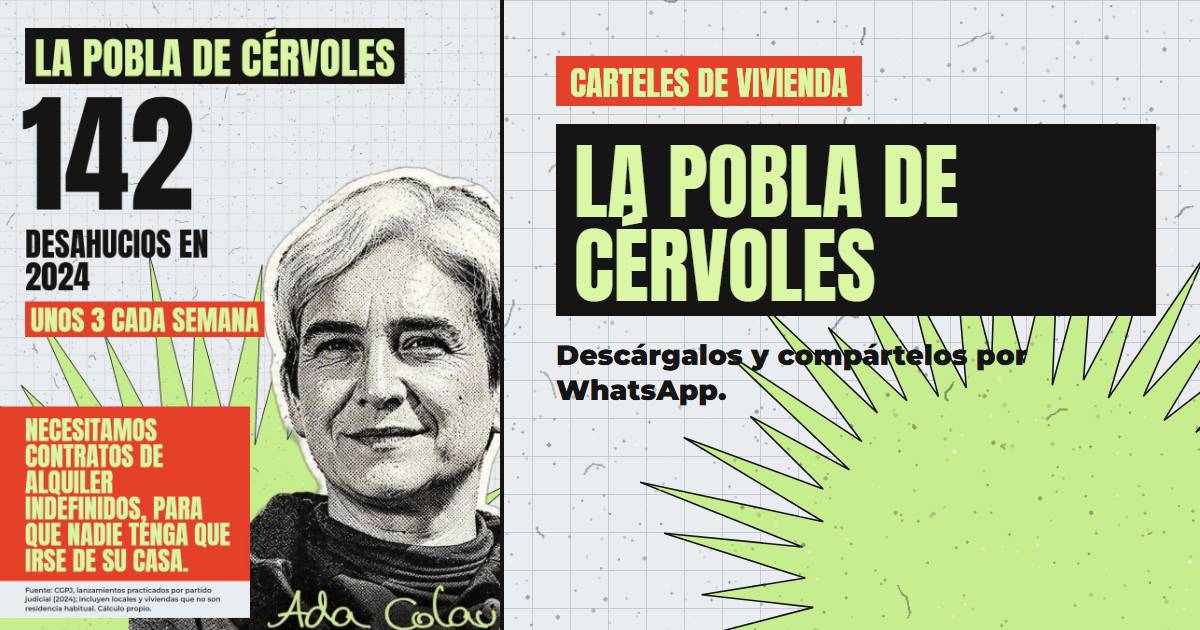 LA POBLA DE CÉRVOLES
142
DESAHUCIOS EN
2024
UNOS 3 CADA SEMANA
NECESITAMOS
CONTRATOS DE
ALQUILER
INDEFINIDOS, PARA
QUE NADIE TENGA QUE
IRSE DE SU CASA.
Fuente: CGPJ, lanzamientos practicados por partido
judicial (2024); incluyen locales y viviendas que no son
residencia habitual. Cálculo propio.
Ada Colau
CARTELES DE VIVIENDA
LA POBLA DE
CÉRVOLES
Descárgalos y compártelos por
WhatsApp.